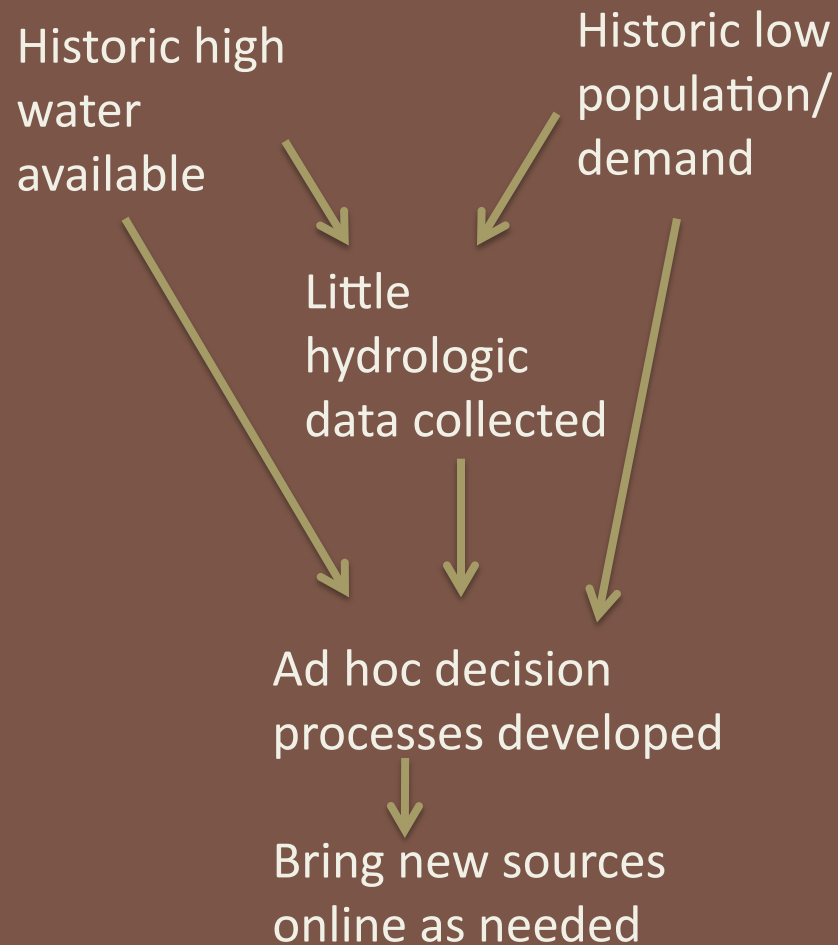 Historic high
water
available
Historic low
population/
demand
Little
hydrologic
data collected
Ad hoc decision
processes developed
Bring new sources
online as needed